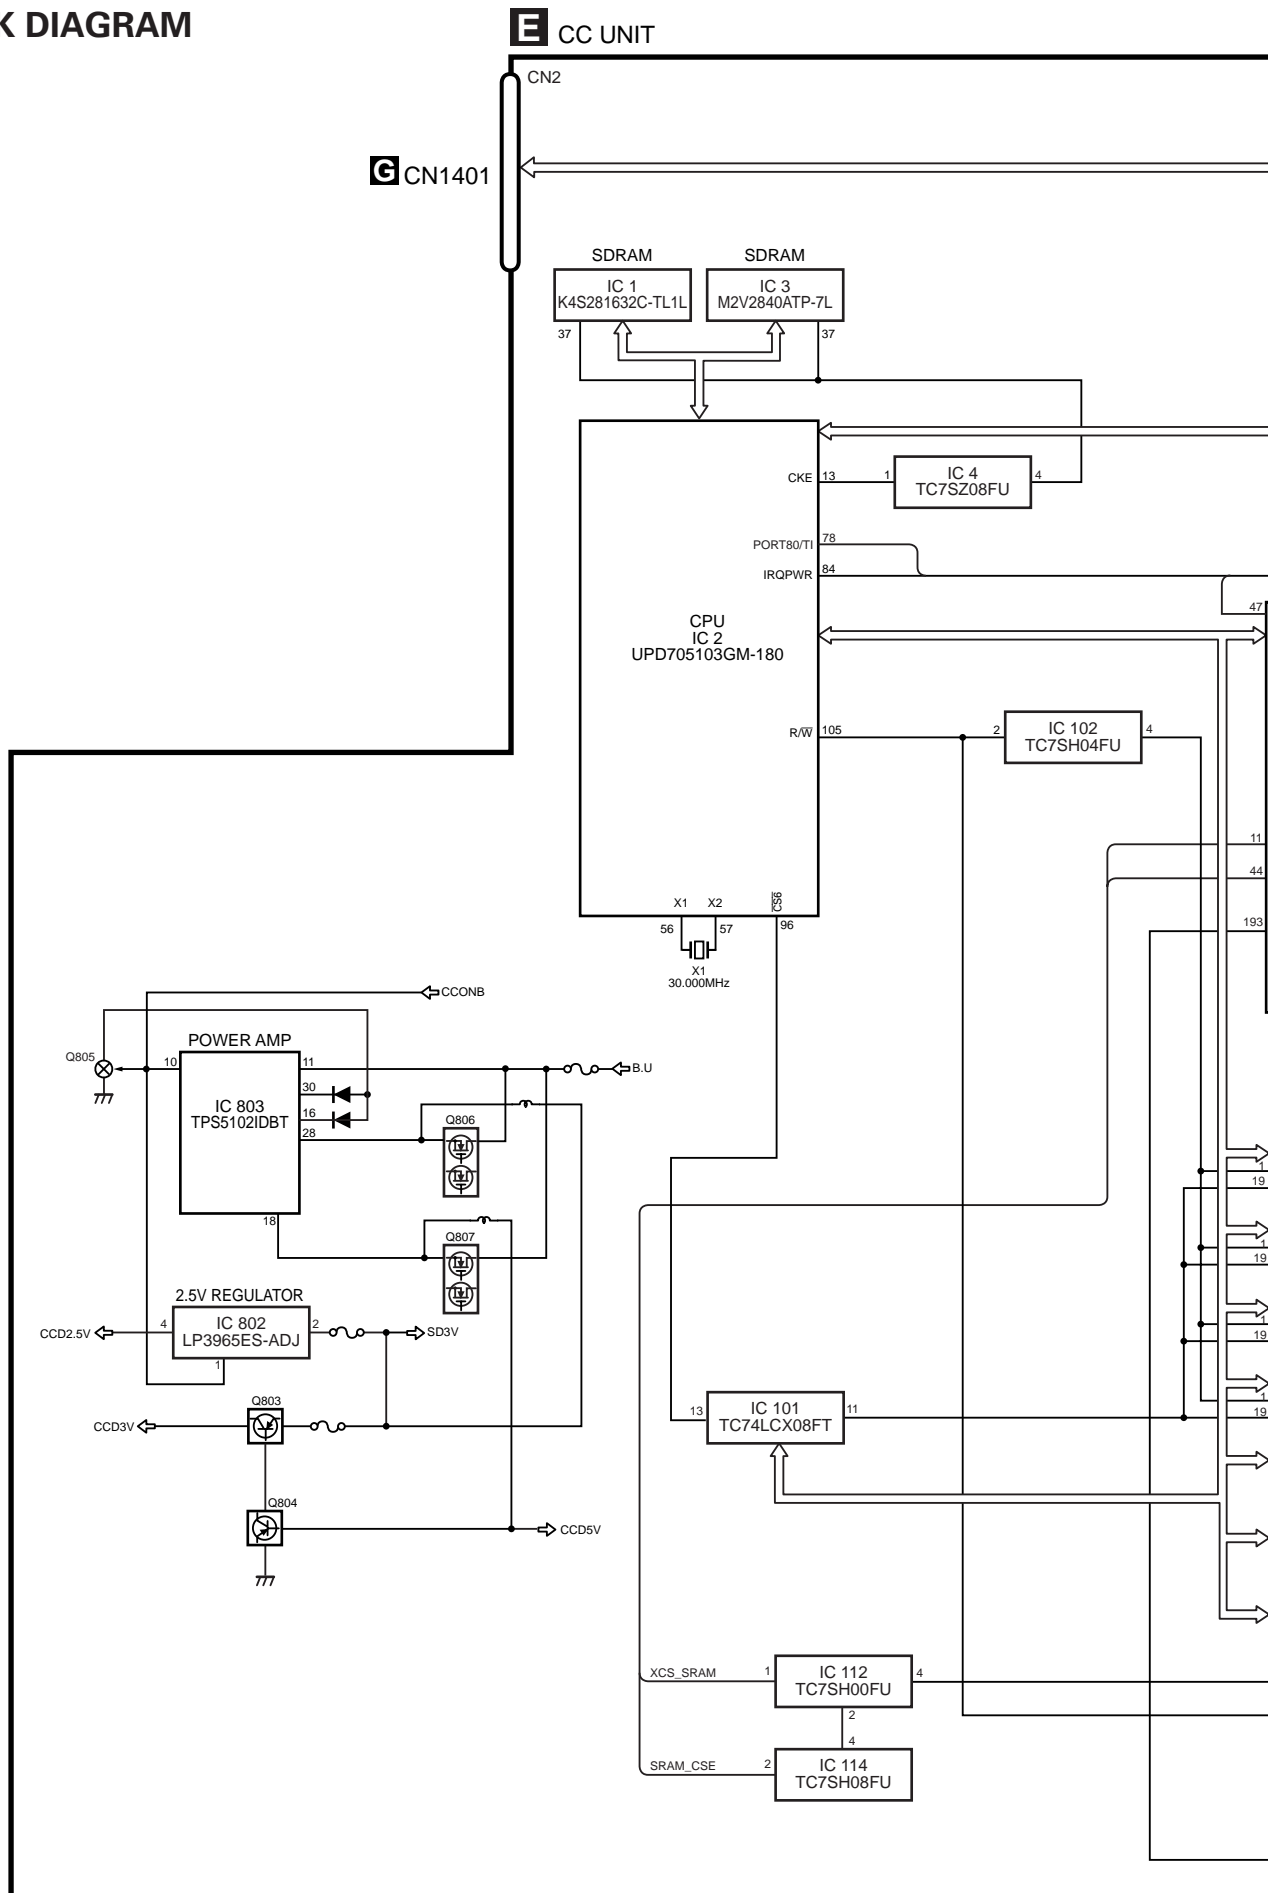 K DIAGRAM
E CC UNIT
CN2
G CN1401
SDRAM
IC 1
K4S281632C-TL1L
37
SDRAM
IC 3
M2V2840ATP-7L
37
CPU
IC 2
UPD705103GM-180
CKE 13
1
IC 4
TC7SZ08FU
4
PORT80/TI 78
IRQPWR 84
47
R/W 105
2
IC 102
TC7SH04FU
4
11
44
193
X1
X2
CS6
56
57
96
X1
30.000MHz
CCONB
POWER AMP
Q805
10
IC 803
TPS5102IDBT
11
30
16
28
18
B.U
Q806
Q807
2.5V REGULATOR
CCD2.5V
4
IC 802
LP3965ES-ADJ
2
1
SD3V
Q803
CCD3V
Q804
CCD5V
1
19
1
19
1
19
1
19
13
IC 101
TC74LCX08FT
11
XCS_SRAM
1
IC 112
TC7SH00FU
4
2
4
SRAM_CSE
2
IC 114
TC7SH08FU